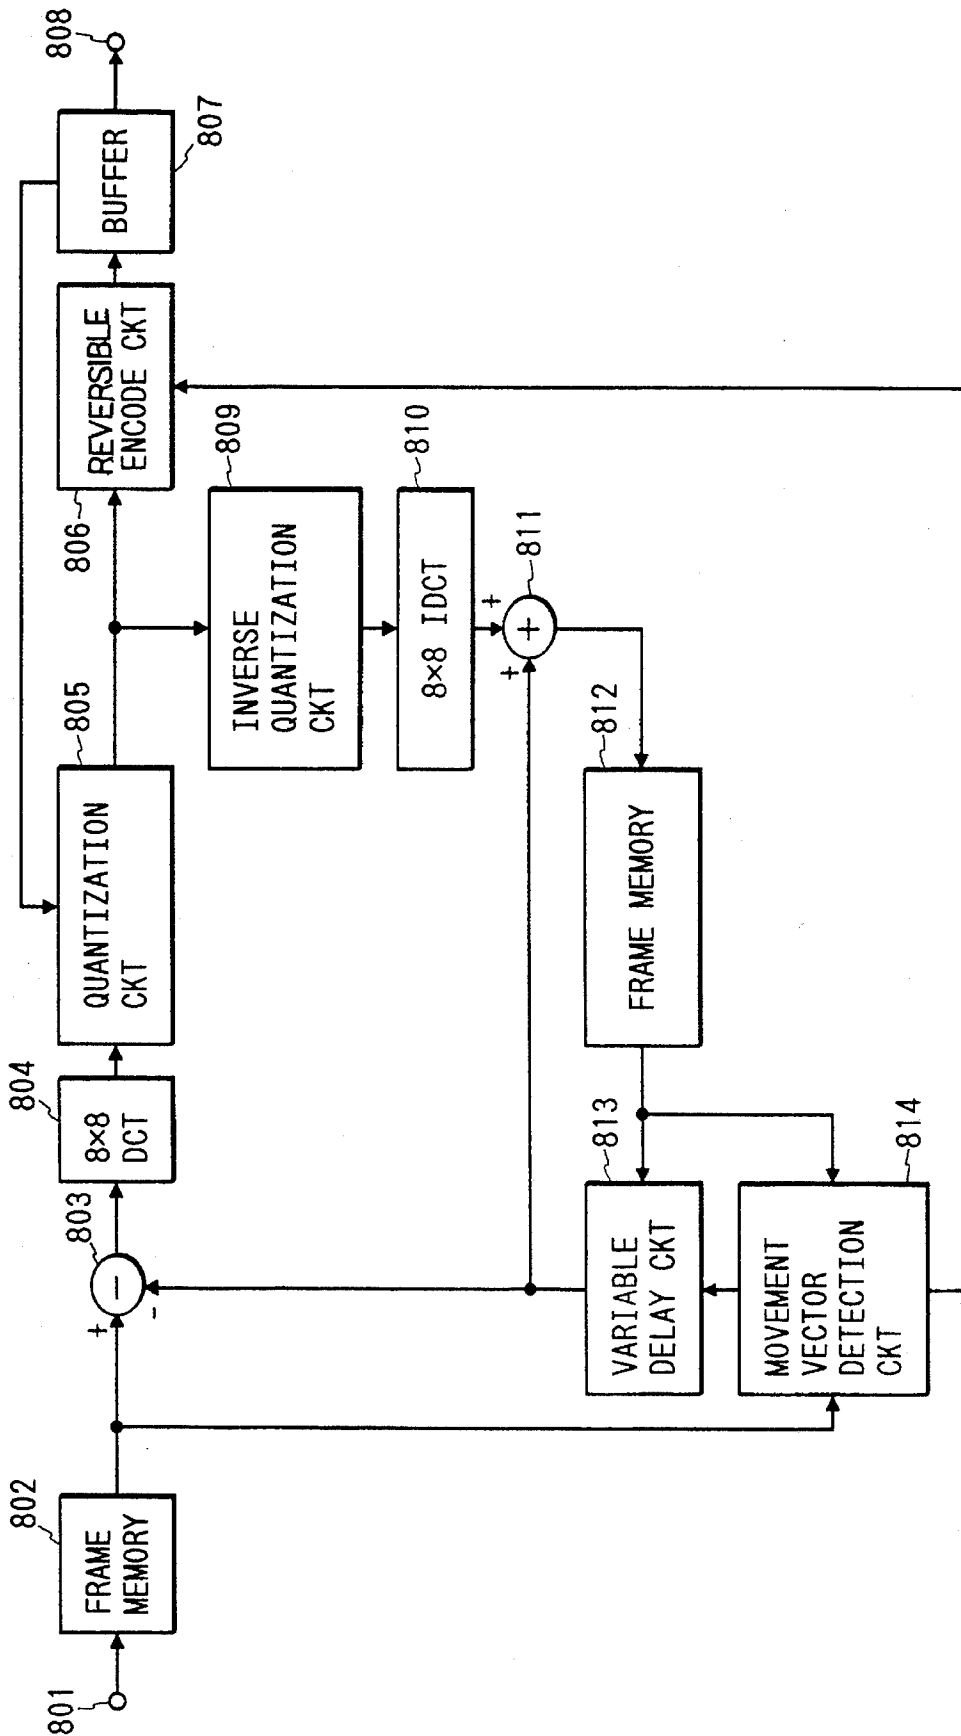 801
802
FRAME
MEMORY
+
-
-
803
804
8×8
DCT
805
QUANTIZATION
CKT
806
REVERSIBLE
ENCODE CKT
BUFFER
807
808
809
INVERSE
QUANTIZATION
CKT
810
8×8 IDCT
+
+
+
811
812
FRAME MEMORY
813
VARIABLE
DELAY CKT
814
MOVEMENT
VECTOR
DETECTION
CKT